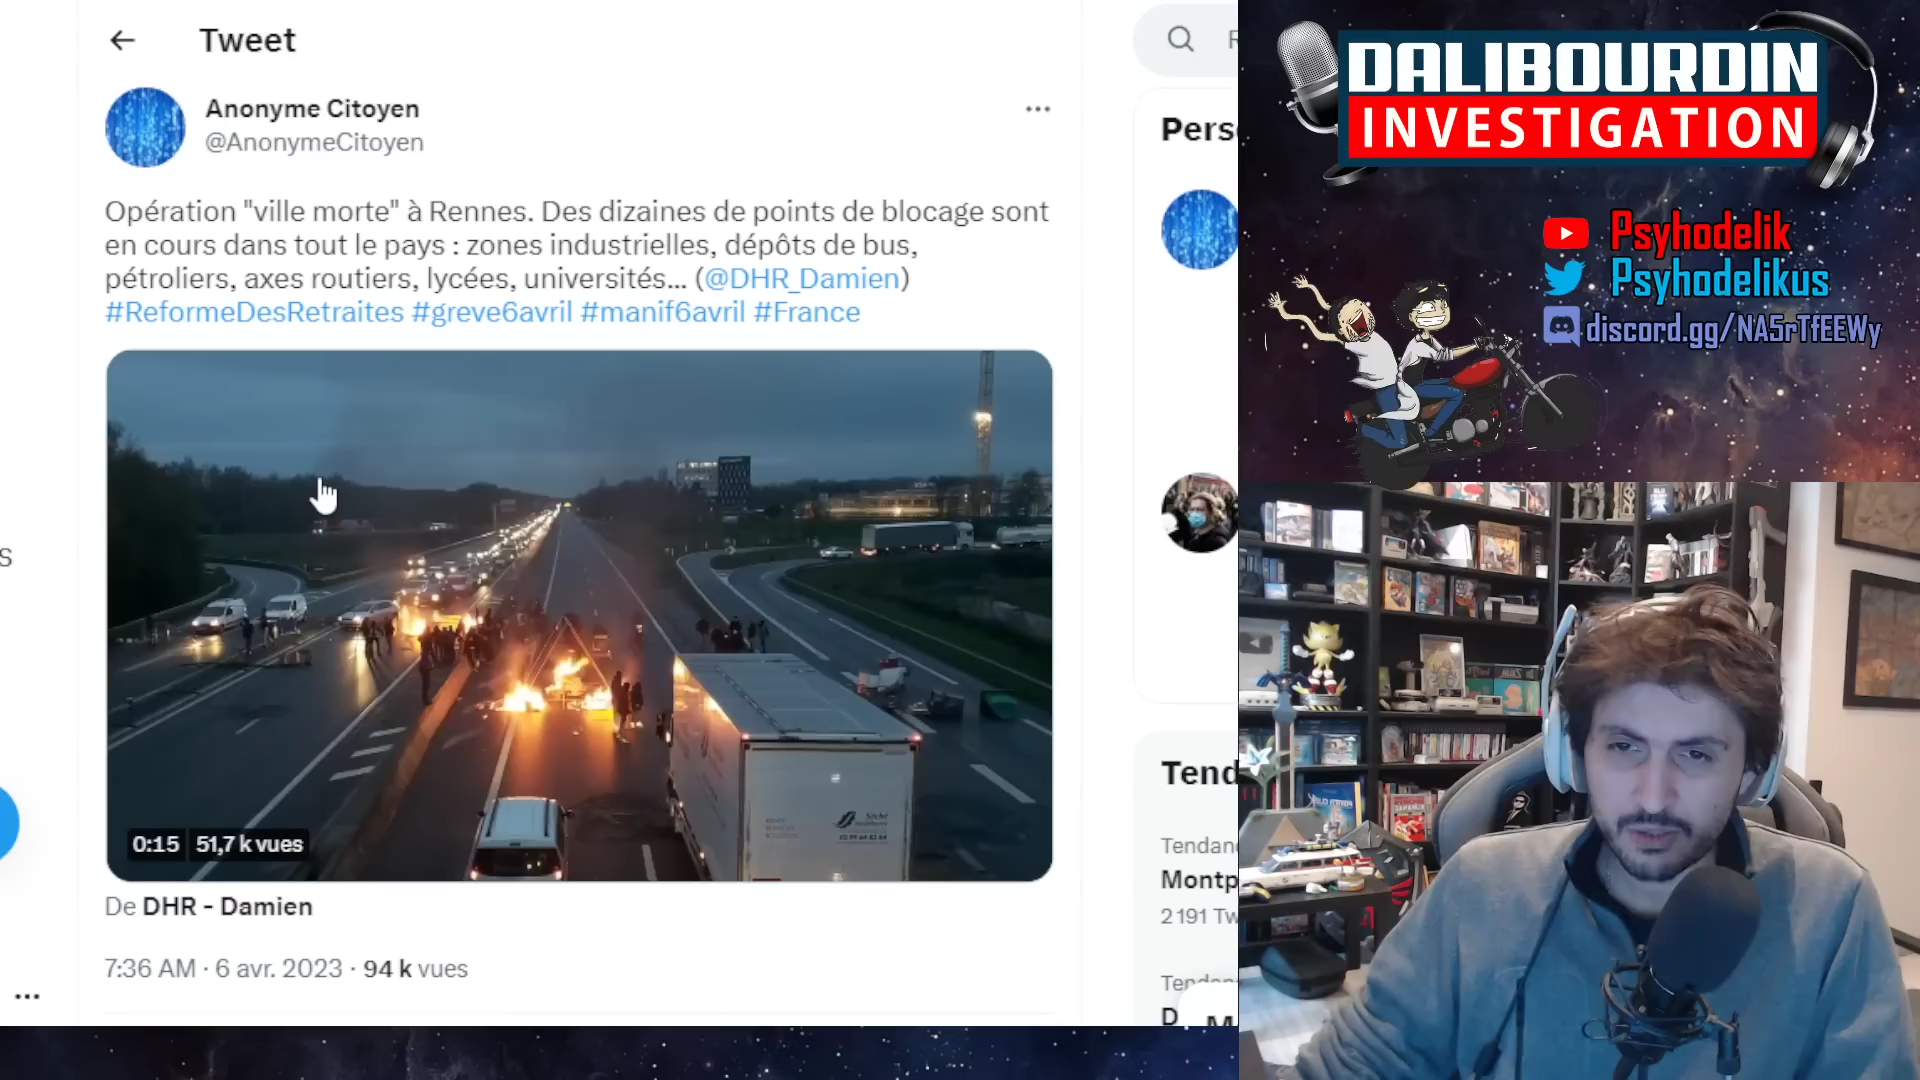 Tweet
Anonyme Citoyen
@AnonymeCitoyen
Opération "ville morte" à Rennes. Des dizaines de points de blocage sont
en cours dans tout le pays : zones industrielles, dépôts de bus,
pétroliers, axes routiers, lycées, universités... (@DHR_Damien)
#ReformeDesRetraites #greve6avril #manif6avril #France
0:15 51,7 k vues
De DHR - Damien
7:36 AM · 6 avr. 2023 · 94 k vues
Pers
Tend
Tendan
Montp
2 191 Tw
Tend
D
M
DALIBOURDIN
INVESTIGATION
Psyhodelik
Psyhodelikus
discord.gg/NA5rTfEEWy